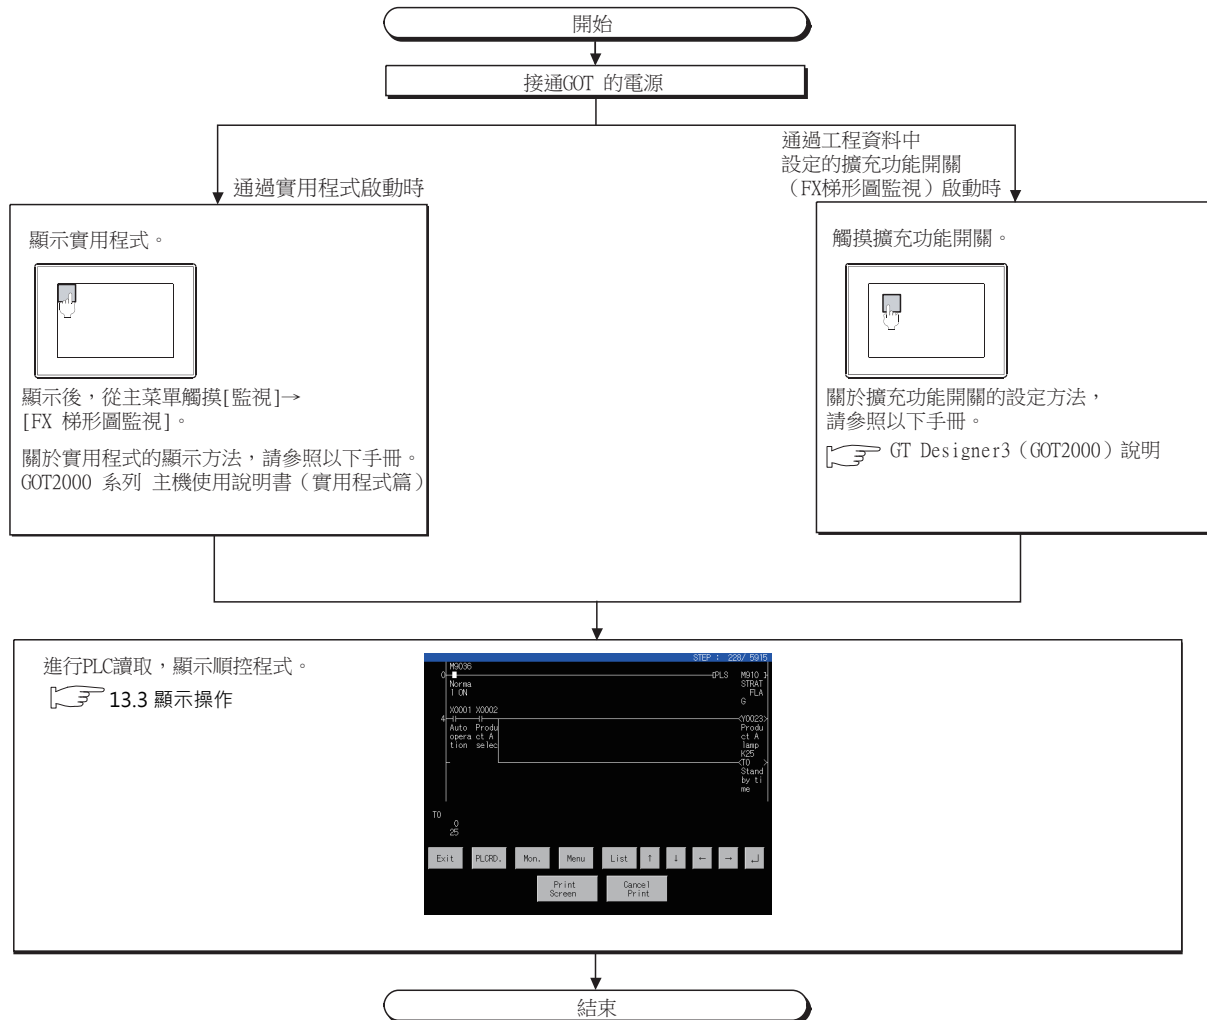 開始
接通GOT 的電源
通過實用程式啟動時
通過工程資料中
設定的擴充功能開關
（FX梯形圖監視）啟動時
顯示實用程式。
顯示後，從主菜單觸摸[監視]→
[FX 梯形圖監視]。
關於實用程式的顯示方法，請參照以下手冊。
GOT2000 系列 主機使用說明書（實用程式篇）
觸摸擴充功能開關。
關於擴充功能開關的設定方法，
請參照以下手冊。
GT Designer3（GOT2000）說明
進行PLC讀取，顯示順控程式。
13.3 顯示操作
STEP : 228/ 5915
M9036
0 PLS M910
Norma STRAT
l ON FLA
G
X0001 X0002
4 Y0023
Auto Produ Produ
opera ct A ct A
tion selec lamp
K25
T0
Stand
by ti
me
T0
0
25
Exit PLCRD. Mon. Menu List ↑ ↓ ← → ↵
Print Cancel
Screen Print
結束